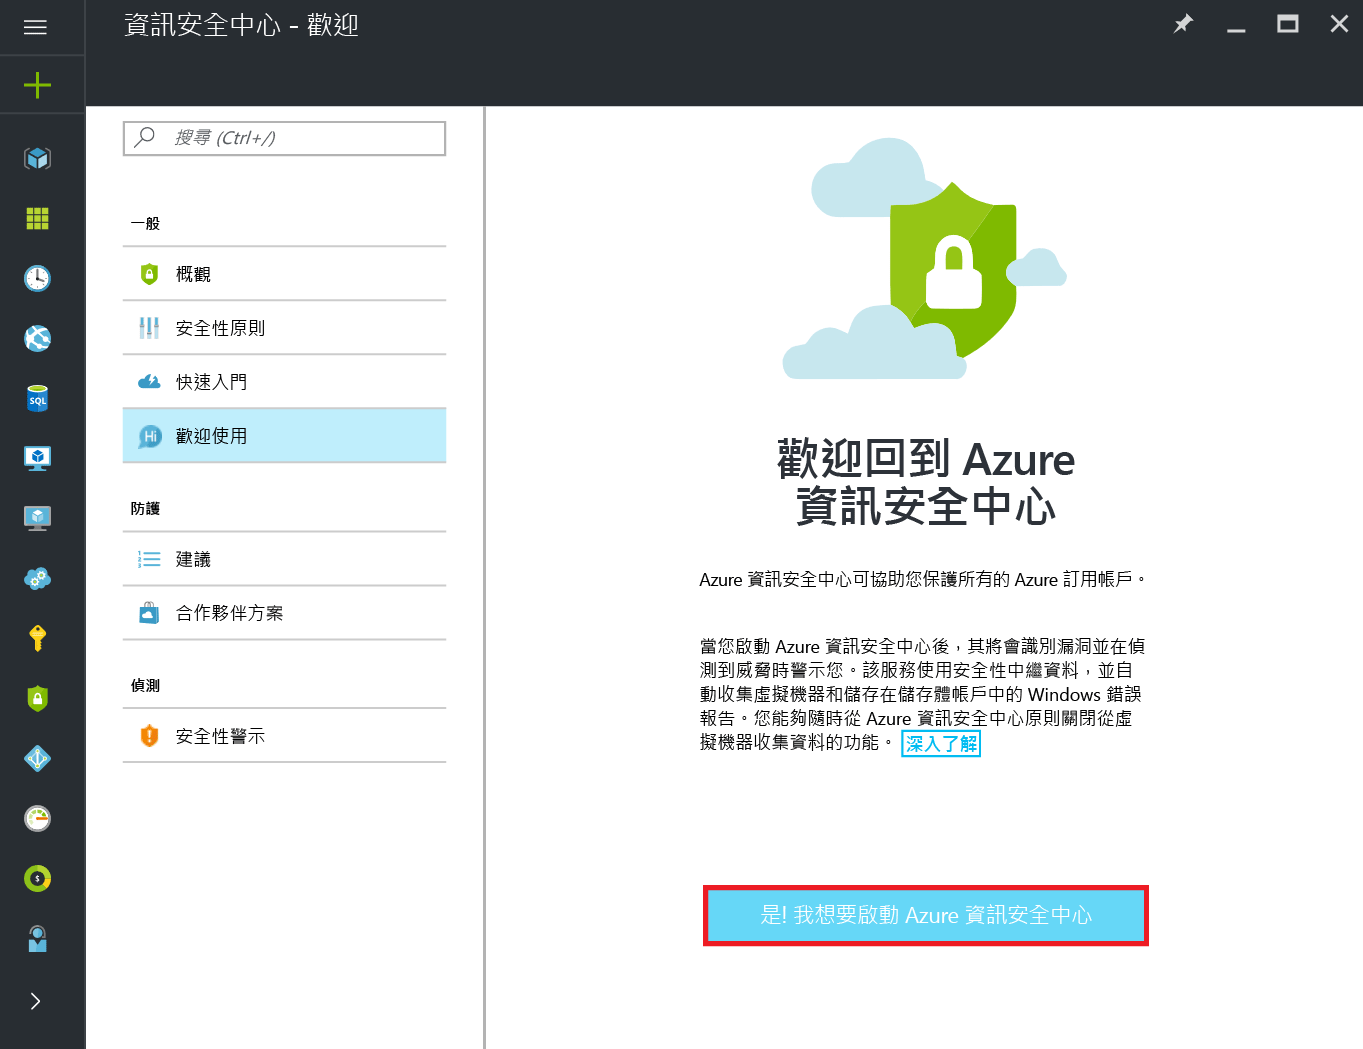 資訊安全中心 - 歡迎
搜尋 (Ctrl+/)
一般
概觀
安全性原則
快速入門
Hi
歡迎使用
防護
建議
合作夥伴方案
偵測
安全性警示
SQL
歡迎回到 Azure
資訊安全中心
Azure 資訊安全中心可協助您保護所有的 Azure 訂用帳戶。
當您啟動 Azure 資訊安全中心後，其將會識別漏洞並在偵
測到威脅時警示您。該服務使用安全性中繼資料，並自
動收集虛擬機器和儲存在儲存體帳戶中的 Windows 錯誤
報告。您能夠隨時從 Azure 資訊安全中心原則關閉從虛
擬機器收集資料的功能。 深入了解
是! 我想要啟動 Azure 資訊安全中心